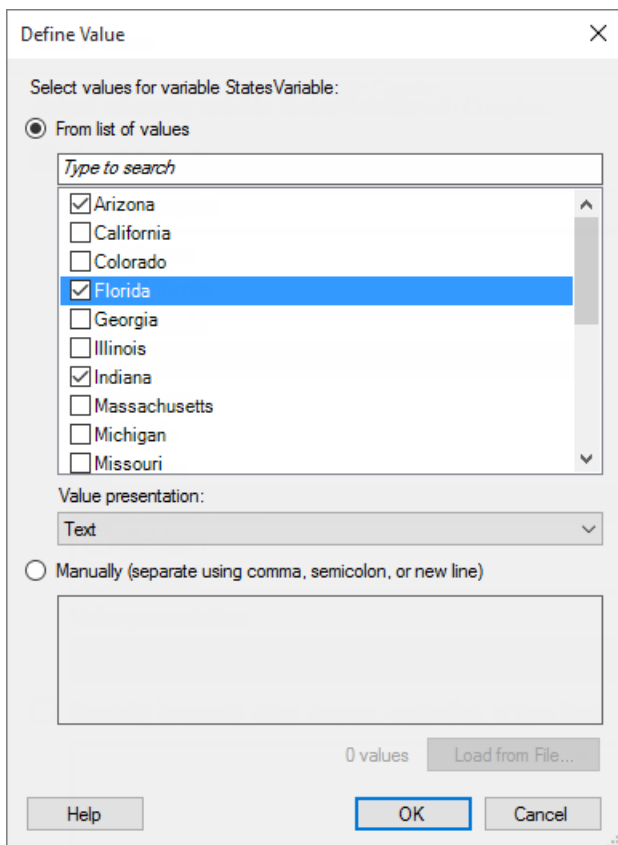 Define Value
Select values for variable StatesVariable:
From list of values
Type to search
Arizona
California
Colorado
Florida
Georgia
Illinois
Indiana
Massachusetts
Michigan
Missouri
Value presentation:
Text
Manually (separate using comma, semicolon, or new line)
0 values Load from File...
Help OK Cancel